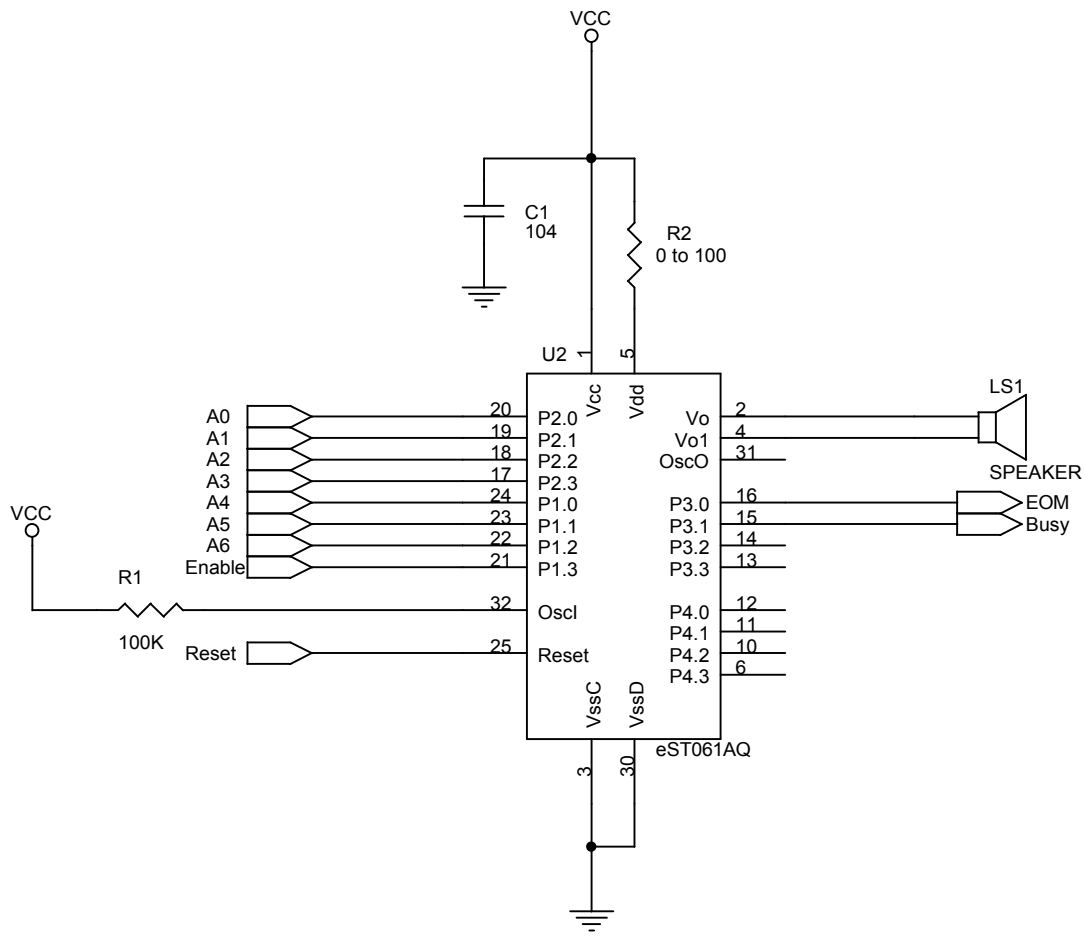 VCC
C1
104
R2
0 to 100
U2
1
5
Vcc
Vdd
LS1
SPEAKER
A0
20
P2.0
Vo
2
A1
19
P2.1
Vo1
4
A2
18
P2.2
OscO
31
A3
17
P2.3
A4
24
P1.0
P3.0
16
EOM
A5
23
P1.1
P3.1
15
Busy
A6
22
P1.2
P3.2
14
Enable
21
P1.3
P3.3
13
VCC
R1
100K
32
OscI
P4.0
12
P4.1
11
Reset
25
Reset
P4.2
10
P4.3
6
VssC
VssD
eST061AQ
3
30